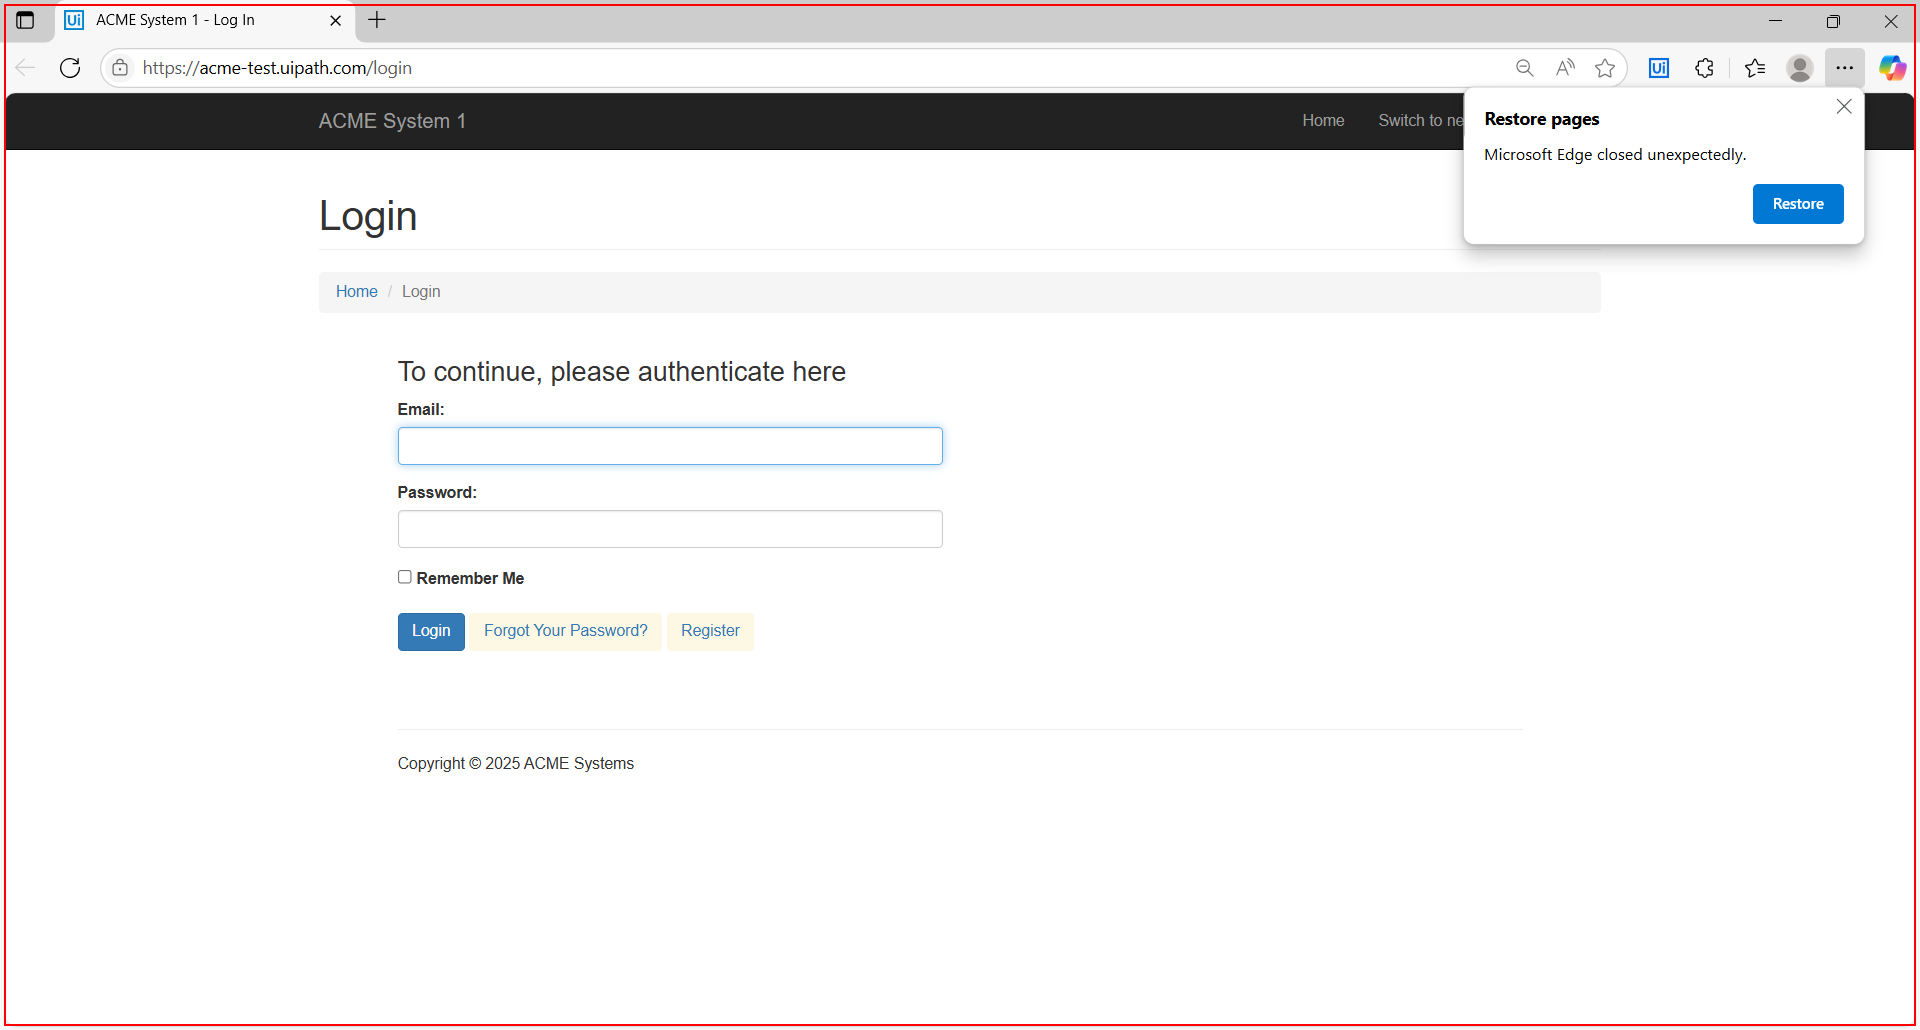 ACME System 1 - Log In
https://acme-test.uipath.com/login
ACME System 1
Home
Switch to ne
Restore pages
Microsoft Edge closed unexpectedly.
Restore
Login
Home / Login
To continue, please authenticate here
Email:
Password:
Remember Me
Login
Forgot Your Password?
Register
Copyright © 2025 ACME Systems